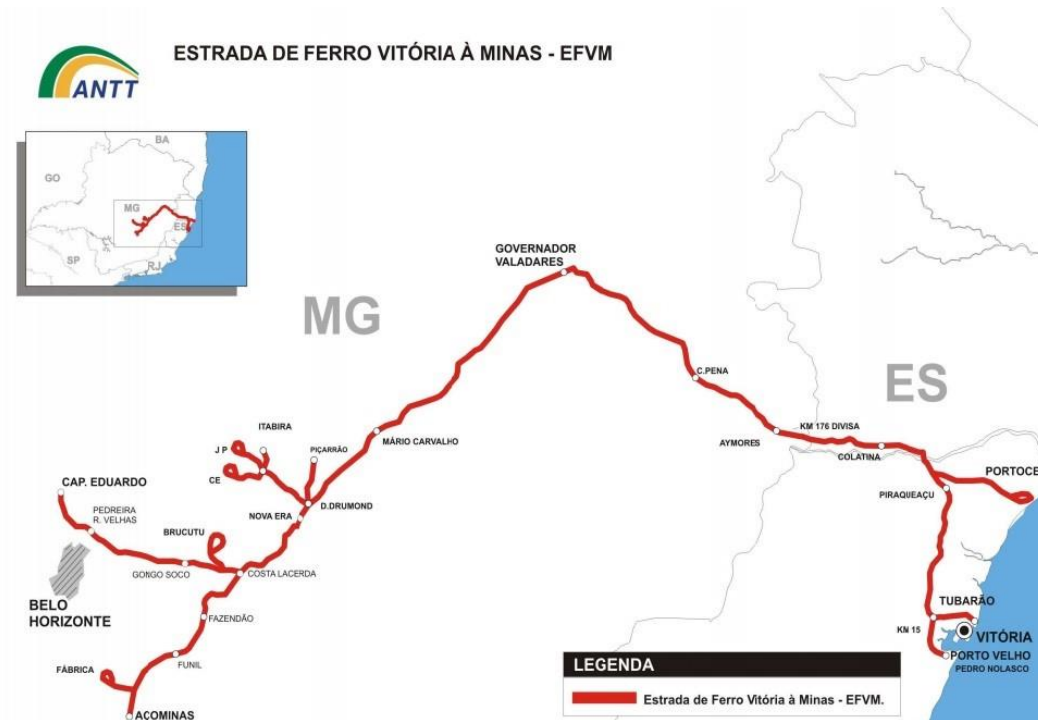 ESTRADA DE FERRO VITÓRIA À MINAS - EFVM
ANTT
BA
GO
MG
ES
SP
RJ
GOVERNADOR
VALADARES
MG
ES
C.PENA
KM 176 DIVISA
AYMORES
COLATINA
MÁRIO CARVALHO
ITABIRA
J P
PIÇARRÃO
CE
CAP. EDUARDO
D.DRUMOND
PORTOCEL
PIRAQUEAÇU
PEDREIRA
R. VELHAS
NOVA ERA
BRUCUTU
GONGO SOCO
COSTA LACERDA
BELO
HORIZONTE
FAZENDÃO
TUBARÃO
KN 15
VITÓRIA
PORTO VELHO
PEDRO NOLASCO
FÁBRICA
FUNIL
AÇOMINAS
LEGENDA
Estrada de Ferro Vitória à Minas - EFVM.